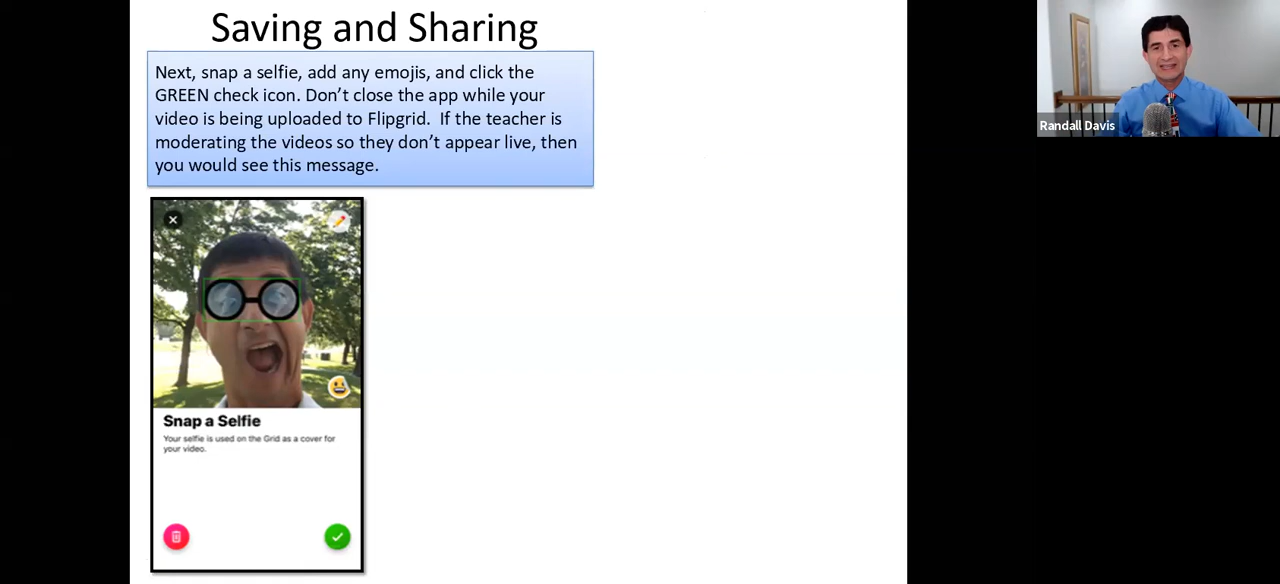 Saving and Sharing
Next, snap a selfie, add any emojis, and click the
GREEN check icon. Don’t close the app while your
video is being uploaded to Flipgrid.  If the teacher is
moderating the videos so they don’t appear live, then
you would see this message.
Randall Davis
Snap a Selfie
Your selfie is used on the Grid as a cover for
your video.